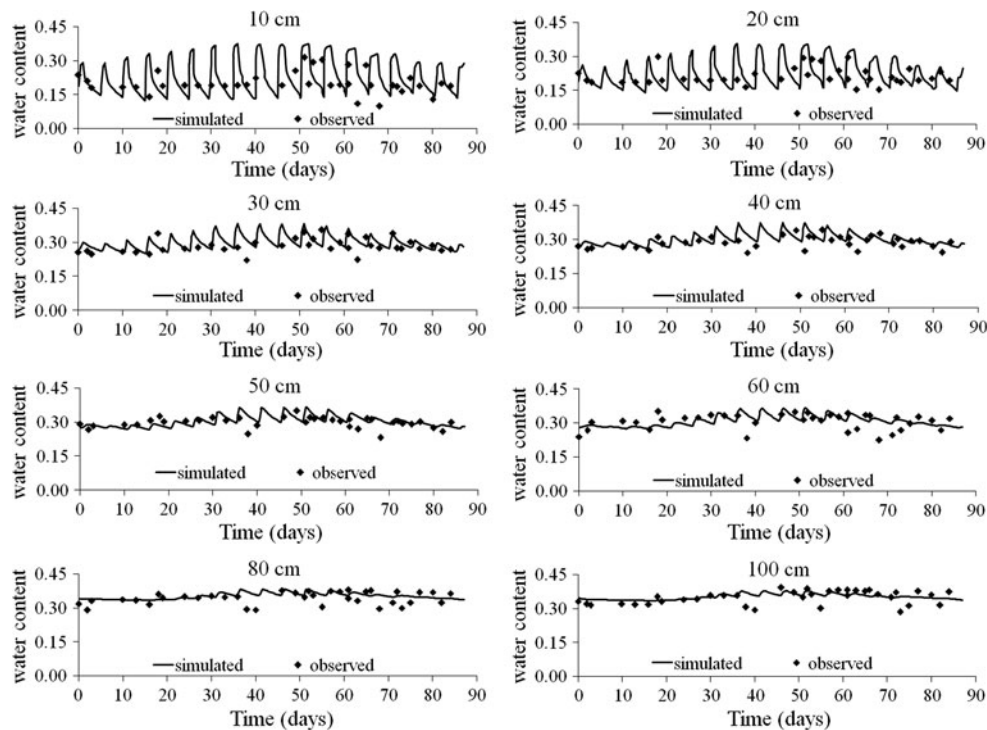 10 cm
water content
0.45
0.30
0.15
0.00
simulated observed
0 10 20 30 40 50 60 70 80 90
Time (days)
20 cm
water content
0.45
0.30
0.15
0.00
simulated observed
0 10 20 30 40 50 60 70 80 90
Time (days)
30 cm
water content
0.45
0.30
0.15
0.00
simulated observed
0 10 20 30 40 50 60 70 80 90
Time (days)
40 cm
water content
0.45
0.30
0.15
0.00
simulated observed
0 10 20 30 40 50 60 70 80 90
Time (days)
50 cm
water content
0.45
0.30
0.15
0.00
simulated observed
0 10 20 30 40 50 60 70 80 90
Time (days)
60 cm
water content
0.45
0.30
0.15
0.00
simulated observed
0 10 20 30 40 50 60 70 80 90
Time (days)
80 cm
water content
0.45
0.30
0.15
0.00
simulated observed
0 10 20 30 40 50 60 70 80 90
Time (days)
100 cm
water content
0.45
0.30
0.15
0.00
simulated observed
0 10 20 30 40 50 60 70 80 90
Time (days)